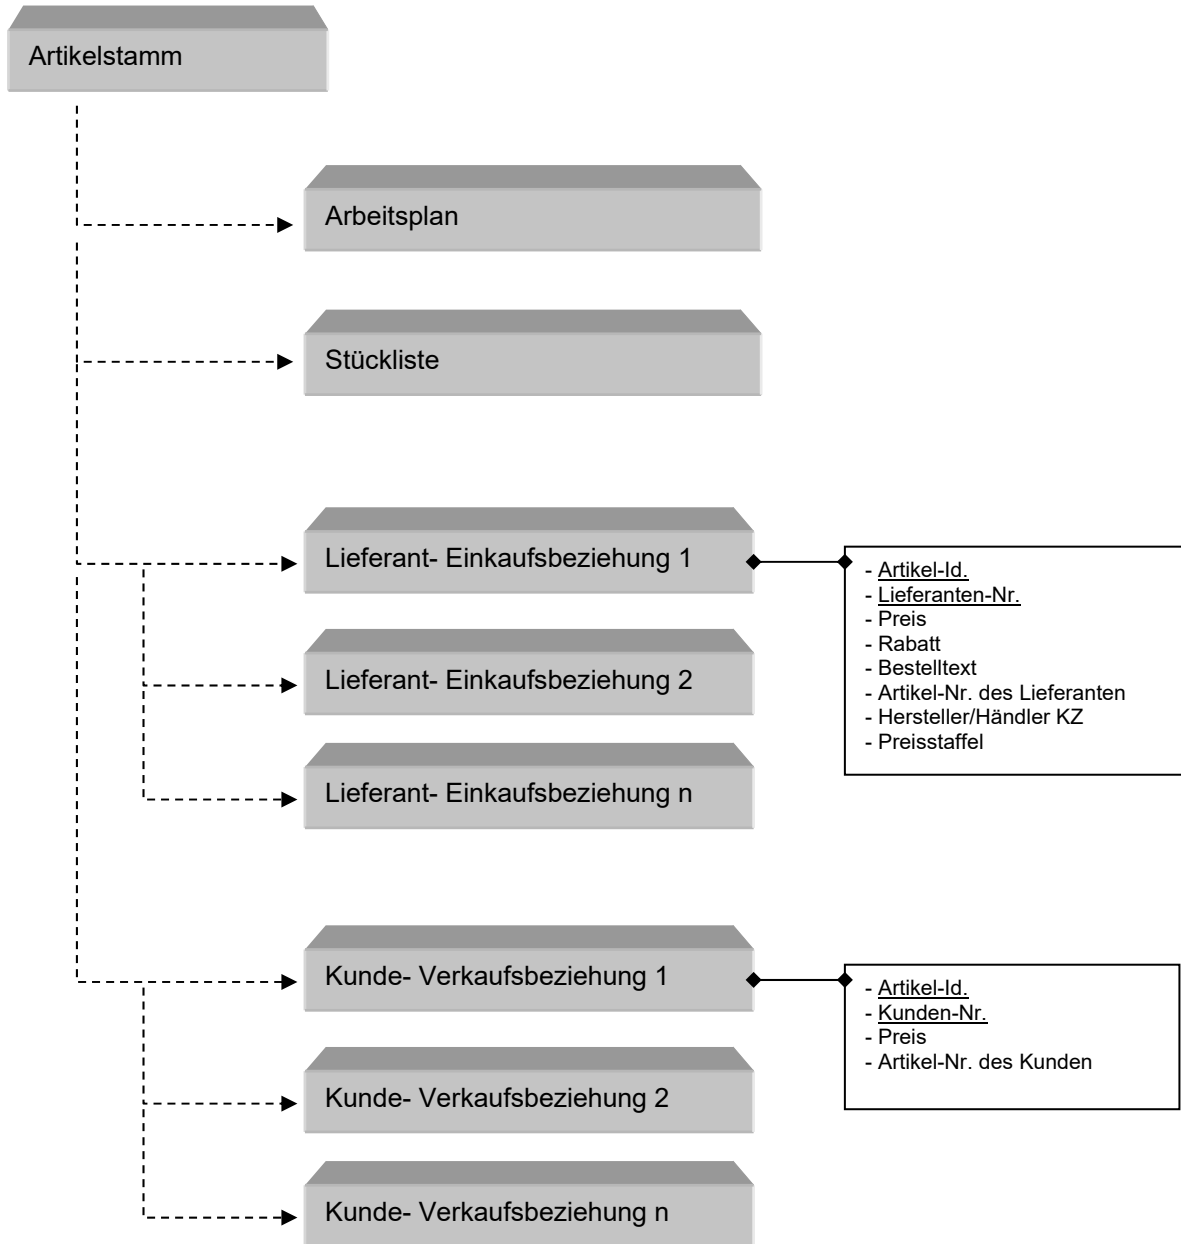 Artikelstamm
Arbeitsplan
Stückliste
Lieferant- Einkaufsbeziehung 1
- Artikel-Id.
- Lieferanten-Nr.
- Preis
- Rabatt
- Bestelltext
- Artikel-Nr. des Lieferanten
- Hersteller/Händler KZ
- Preisstaffel
Lieferant- Einkaufsbeziehung 2
Lieferant- Einkaufsbeziehung n
Kunde- Verkaufsbeziehung 1
- Artikel-Id.
- Kunden-Nr.
- Preis
- Artikel-Nr. des Kunden
Kunde- Verkaufsbeziehung 2
Kunde- Verkaufsbeziehung n